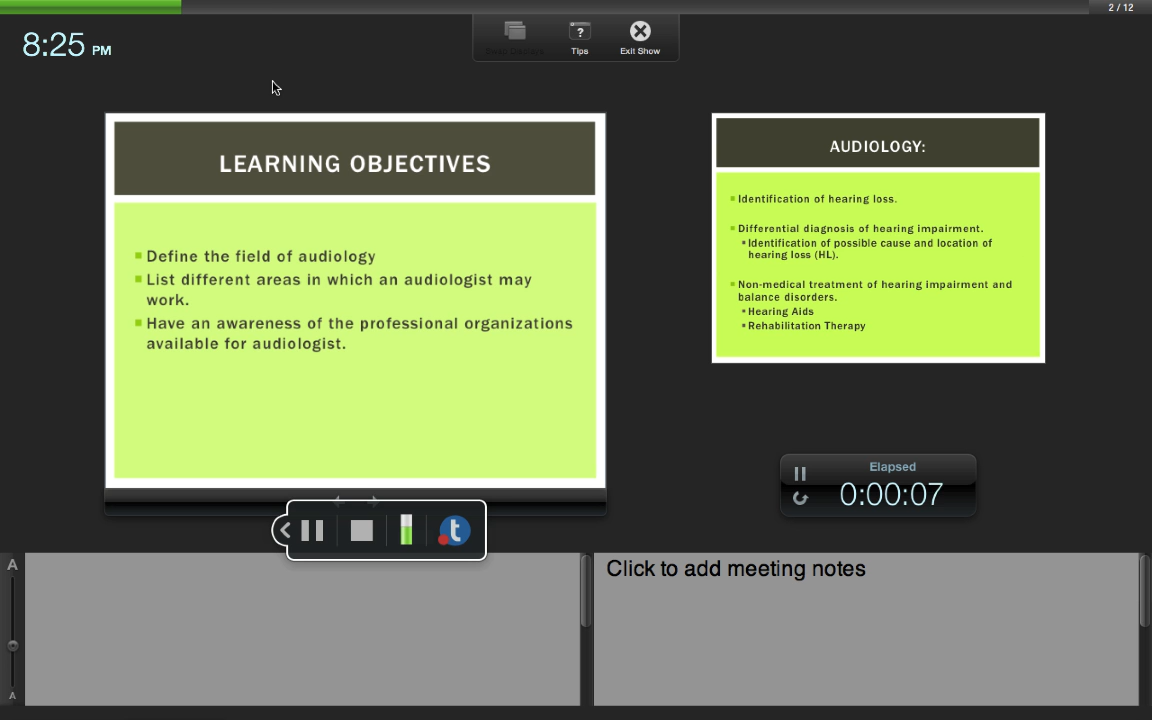 2 / 12
8:25 PM
Swap Displays
Tips
Exit Show
LEARNING OBJECTIVES
Define the field of audiology
List different areas in which an audiologist may
work.
Have an awareness of the professional organizations
available for audiologist.
AUDIOLOGY:
Identification of hearing loss.
Differential diagnosis of hearing impairment.
Identification of possible cause and location of
hearing loss (HL).
Non-medical treatment of hearing impairment and
balance disorders.
Hearing Aids
Rehabilitation Therapy
Elapsed
0:00:07
t
A
A
Click to add meeting notes